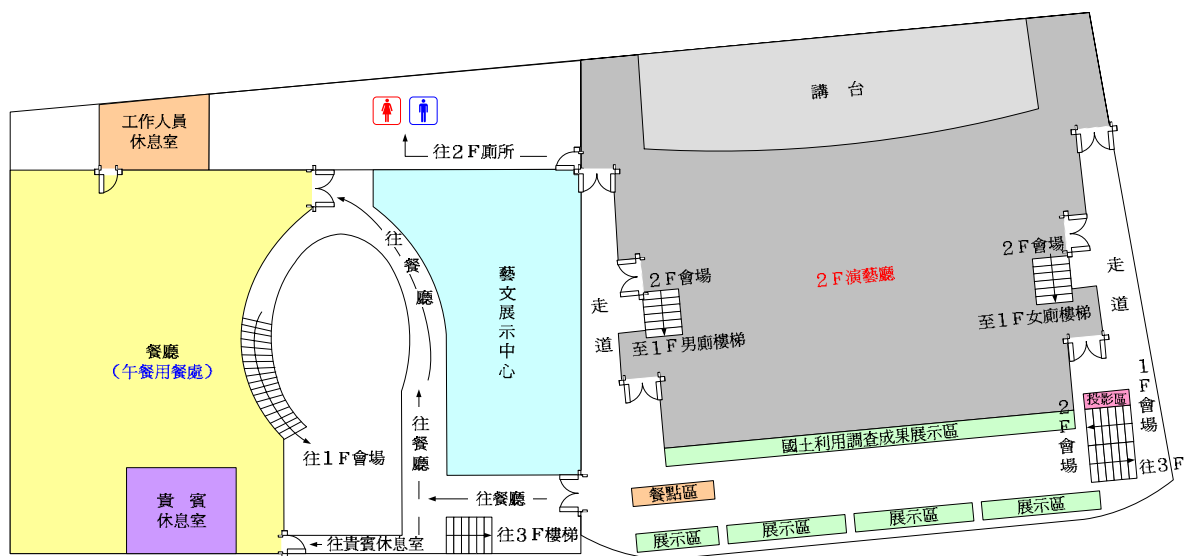 講 台
工作人員
休息室
往２Ｆ廁所
２Ｆ會場
２Ｆ會場
２Ｆ演藝廳
往餐廳
走道
走道
藝文展示中心
至１Ｆ男廁樓梯
至１Ｆ女廁樓梯
餐廳
（午餐用餐處）
１Ｆ會場
２Ｆ會場
投影區
往３Ｆ
往餐廳
國土利用調查成果展示區
往１Ｆ會場
貴 賓
休息室
往餐廳
餐點區
往貴賓休息室
往３Ｆ樓梯
展示區
展示區
展示區
展示區